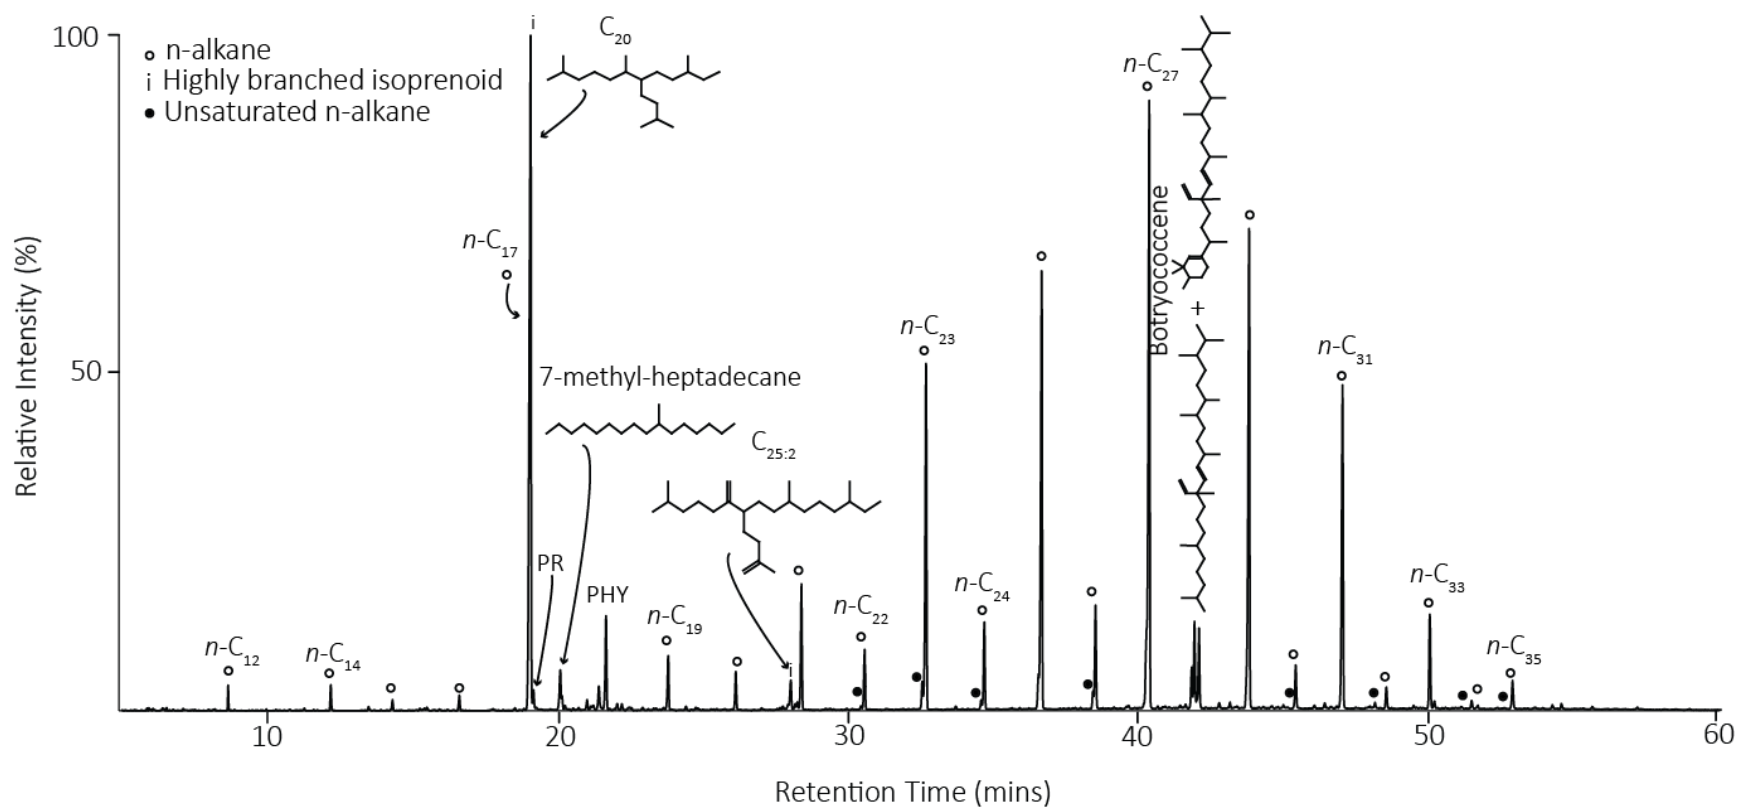 100
50
Relative Intensity (%)
n-alkane
i Highly branched isoprenoid
Unsaturated n-alkane
i
C20
n-C17
7-methyl-heptadecane
C25:2
PR
PHY
n-C12
n-C14
n-C19
i
n-C22
n-C23
n-C24
n-C27
Botryococcene
+
n-C31
n-C33
n-C35
10
20
30
40
50
60
Retention Time (mins)